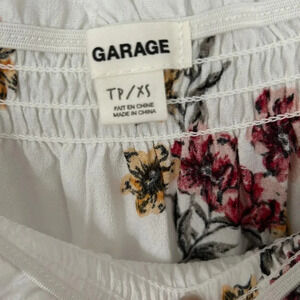 GARAGE
TP/XS
FAIT EN CHINE
MADE IN CHINA